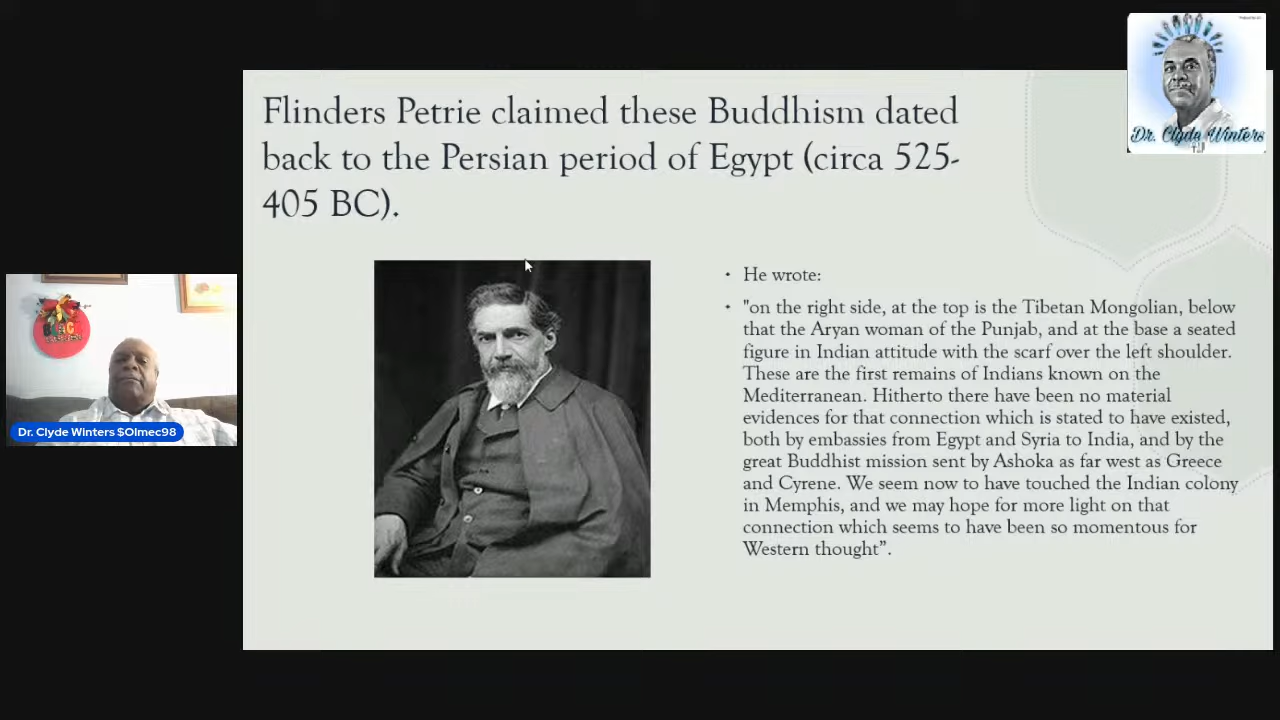 Flinders Petrie claimed these Buddhism dated
back to the Persian period of Egypt (circa 525-
405 BC).
Dr. Clyde Winters
• He wrote:
• "on the right side, at the top is the Tibetan Mongolian, below
that the Aryan woman of the Punjab, and at the base a seated
figure in Indian attitude with the scarf over the left shoulder.
These are the first remains of Indians known on the
Mediterranean. Hitherto there have been no material
evidences for that connection which is stated to have existed,
both by embassies from Egypt and Syria to India, and by the
great Buddhist mission sent by Ashoka as far west as Greece
and Cyrene. We seem now to have touched the Indian colony
in Memphis, and we may hope for more light on that
connection which seems to have been so momentous for
Western thought”.
BLACK
Dr. Clyde Winters $Olmec98